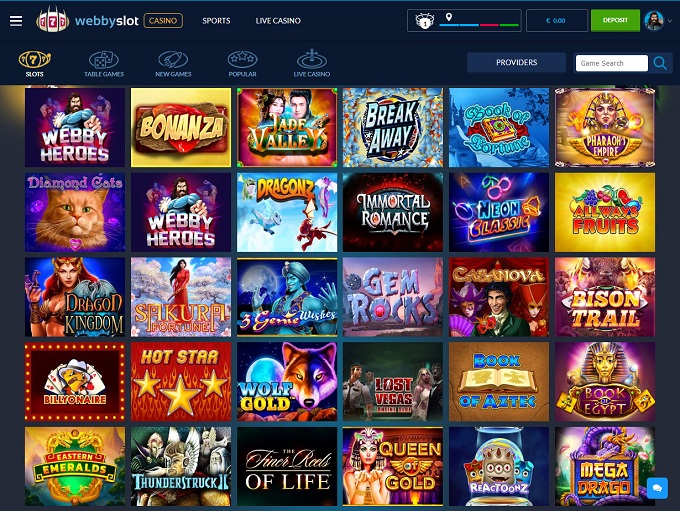 webbyslot
CASINO
SPORTS
LIVE CASINO
1
€ 0.00
DEPOSIT
SLOTS
TABLE GAMES
NEW GAMES
POPULAR
LIVE CASINO
PROVIDERS
Game Search
WEBBY
HEROES
BONANZA
JADE
VALLEY
BREAK
AWAY
Book of
Fortune
PHARAOH'S
EMPIRE
Diamond Cats
WEBBY
HEROES
DRAGONZ
IMMORTAL
ROMANCE
NEON
CLASSIC
ALLWAYS
FRUITS
DRAGON
KINGDOM
SAKURA
FORTUNE
3 Genie Wishes
GEM
ROCKS
CASANOVA
BISON
TRAIL
BILLYONAIRE
HOT STAR
WOLF
GOLD
LOST
VEGAS
BOOK
OF AZTEC
BOOK
OF EGYPT
EASTERN
EMERALDS
THUNDERSTRUCK II
THE
Finer Reels
OF LIFE
QUEEN
OF GOLD
REACTOONZ
MEGA
DRAGO